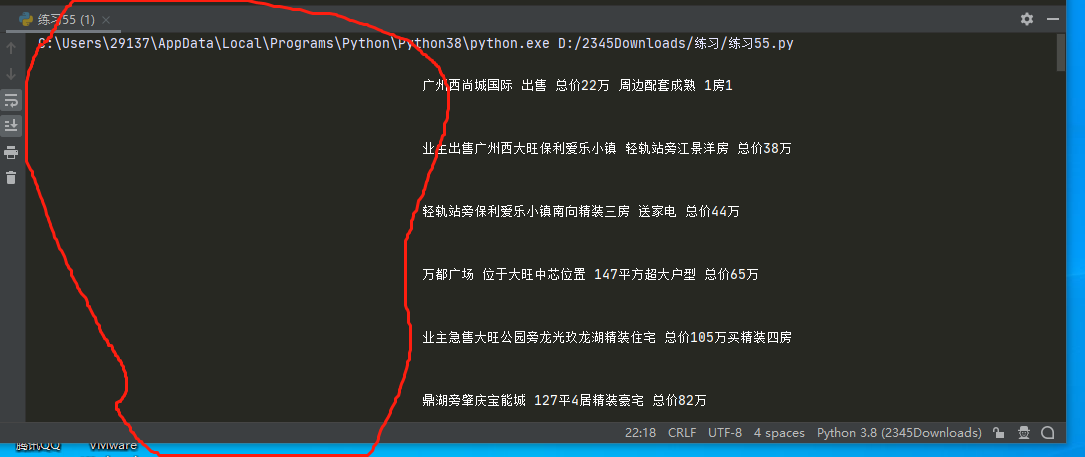 练习55 (1)
C:\Users\29137\AppData\Local\Programs\Python\Python38\python.exe D:/2345Downloads/练习/练习55.py
广州西尚城国际 出售 总价22万 周边配套成熟 1房1
业主出售广州西大旺保利爱乐小镇 轻轨站旁江景洋房 总价38万
轻轨站旁保利爱乐小镇南向精装三房 送家电 总价44万
万都广场 位于大旺中芯位置 147平方超大户型 总价65万
业主急售大旺公园旁龙光玖龙湖精装住宅 总价105万买精装四房
鼎湖旁肇庆宝能城 127平4居精装豪宅 总价82万
22:18 CRLF UTF-8 4 spaces Python 3.8 (2345Downloads)
腾讯QQ VMware